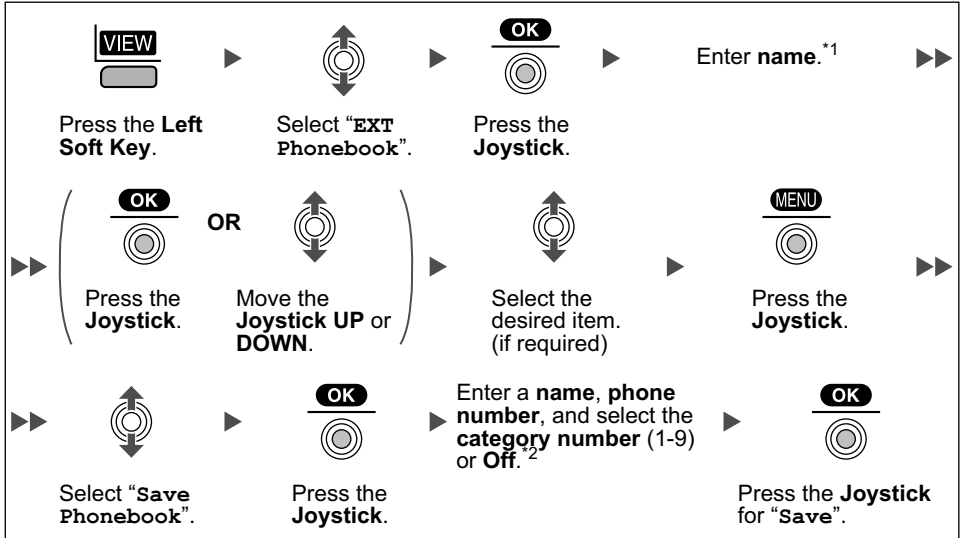 VIEW
OK
Enter name.*1
Press the Left
Soft Key.
Select “EXT
Phonebook”.
Press the
Joystick.
OK
OR
MENU
Press the
Joystick.
Move the
Joystick UP or
DOWN.
Select the
desired item.
(if required)
Press the
Joystick.
OK
Enter a name, phone
number, and select the
category number (1-9)
or Off.*2
OK
Select “Save
Phonebook”.
Press the
Joystick.
Press the Joystick
for “Save”.